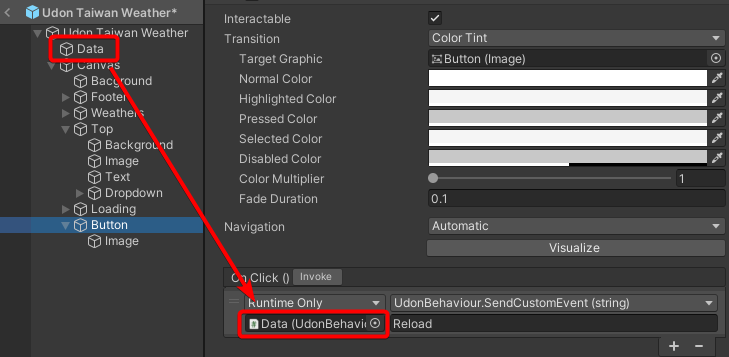 Udon Taiwan Weather*
Udon Taiwan Weather
Data
Canvas
Bacground
Footer
Weathers
Top
Background
Image
Text
Dropdown
Loading
Button
Image
Interactable
Transition
Color Tint
Target Graphic
Button (Image)
Normal Color
Highlighted Color
Pressed Color
Selected Color
Disabled Color
Color Multiplier
1
Fade Duration
0.1
Navigation
Automatic
Visualize
On Click ()
Invoke
Runtime Only
UdonBehaviour.SendCustomEvent (string)
Data (UdonBehavi
Reload